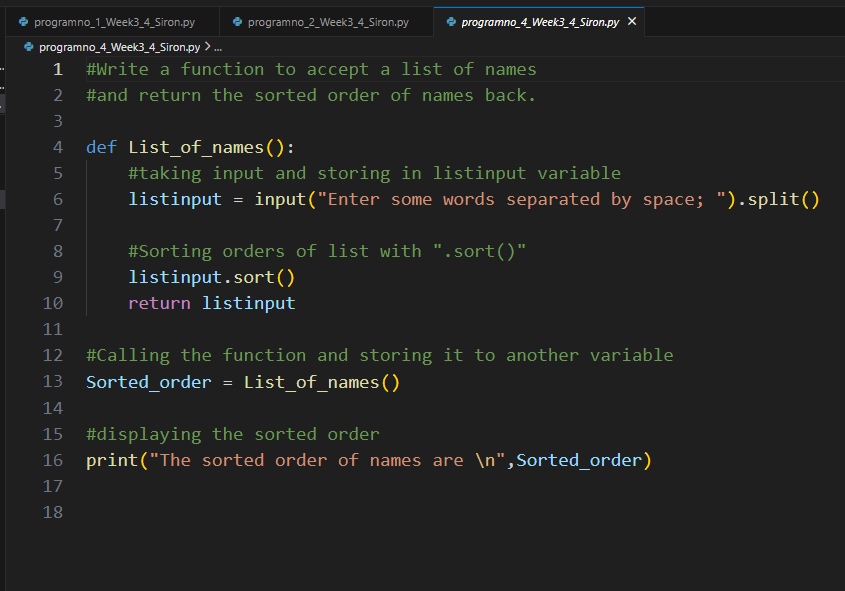 programno_1_Week3_4_Siron.py programno_2_Week3_4_Siron.py programno_4_Week3_4_Siron.py
programno_4_Week3_4_Siron.py > ...
1 #Write a function to accept a list of names
2 #and return the sorted order of names back.
3
4 def List_of_names():
5     #taking input and storing in listinput variable
6     listinput = input("Enter some words separated by space; ").split()
7
8     #Sorting orders of list with ".sort()"
9     listinput.sort()
10     return listinput
11
12 #Calling the function and storing it to another variable
13 Sorted_order = List_of_names()
14
15 #displaying the sorted order
16 print("The sorted order of names are \n",Sorted_order)
17
18